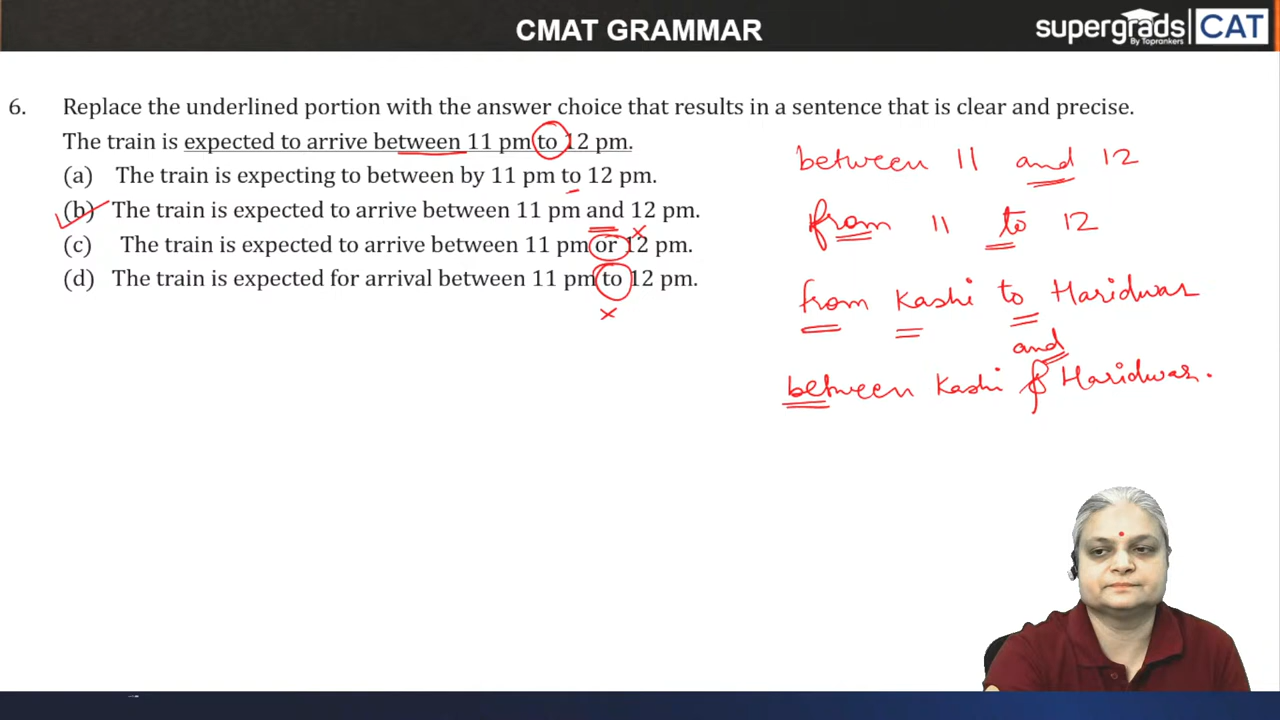 CMAT GRAMMAR
supergrads
By Toprankers
CAT
6. Replace the underlined portion with the answer choice that results in a sentence that is clear and precise.
The train is expected to arrive between 11 pm to 12 pm.
(a) The train is expecting to between by 11 pm to 12 pm.
(b) The train is expected to arrive between 11 pm and 12 pm.
(c) The train is expected to arrive between 11 pm or 12 pm.
(d) The train is expected for arrival between 11 pm to 12 pm.
between 11 and 12
from 11 to 12
from Kashi to Haridwar
and
between Kashi Haridwar.